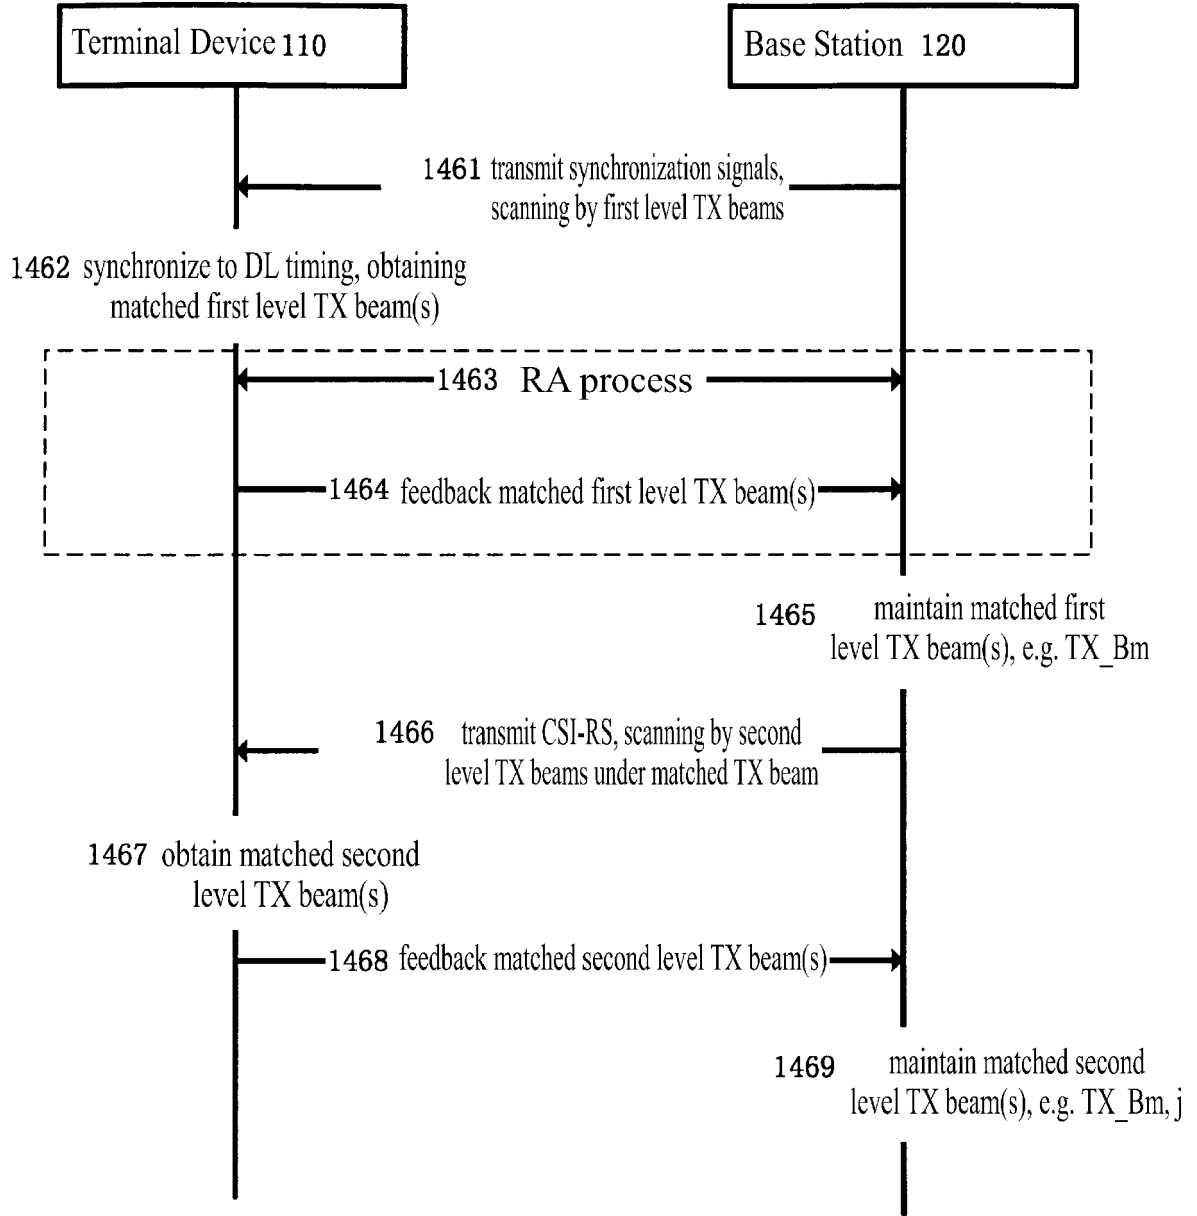 Terminal Device 110
Base Station 120
1461 transmit synchronization signals,
scanning by first level TX beams
1462 synchronize to DL timing, obtaining
matched first level TX beam(s)
1463 RA process
1464 feedback matched first level TX beam(s)
1465 maintain matched first
level TX beam(s), e.g. TX_Bm
1466 transmit CSI-RS, scanning by second
level TX beams under matched TX beam
1467 obtain matched second
level TX beam(s)
1468 feedback matched second level TX beam(s)
1469 maintain matched second
level TX beam(s), e.g. TX_Bm, j